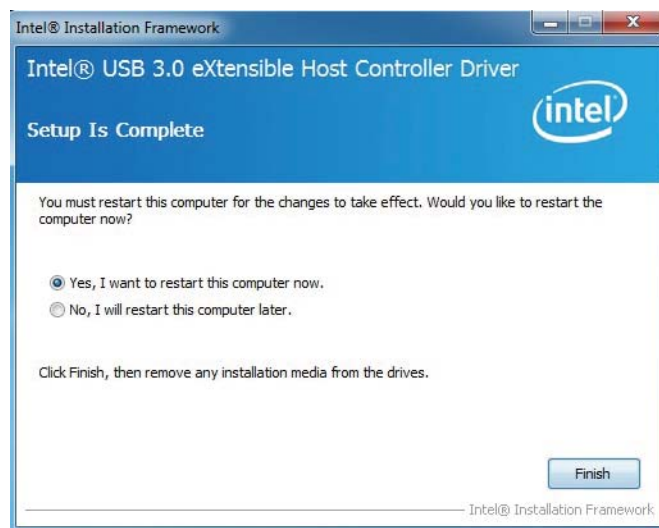 Intel® Installation Framework
Intel® USB 3.0 eXtensible Host Controller Driver
intel®
Setup Is Complete
You must restart this computer for the changes to take effect. Would you like to restart the
computer now?
Yes, I want to restart this computer now.
No, I will restart this computer later.
Click Finish, then remove any installation media from the drives.
Finish
Intel® Installation Framework